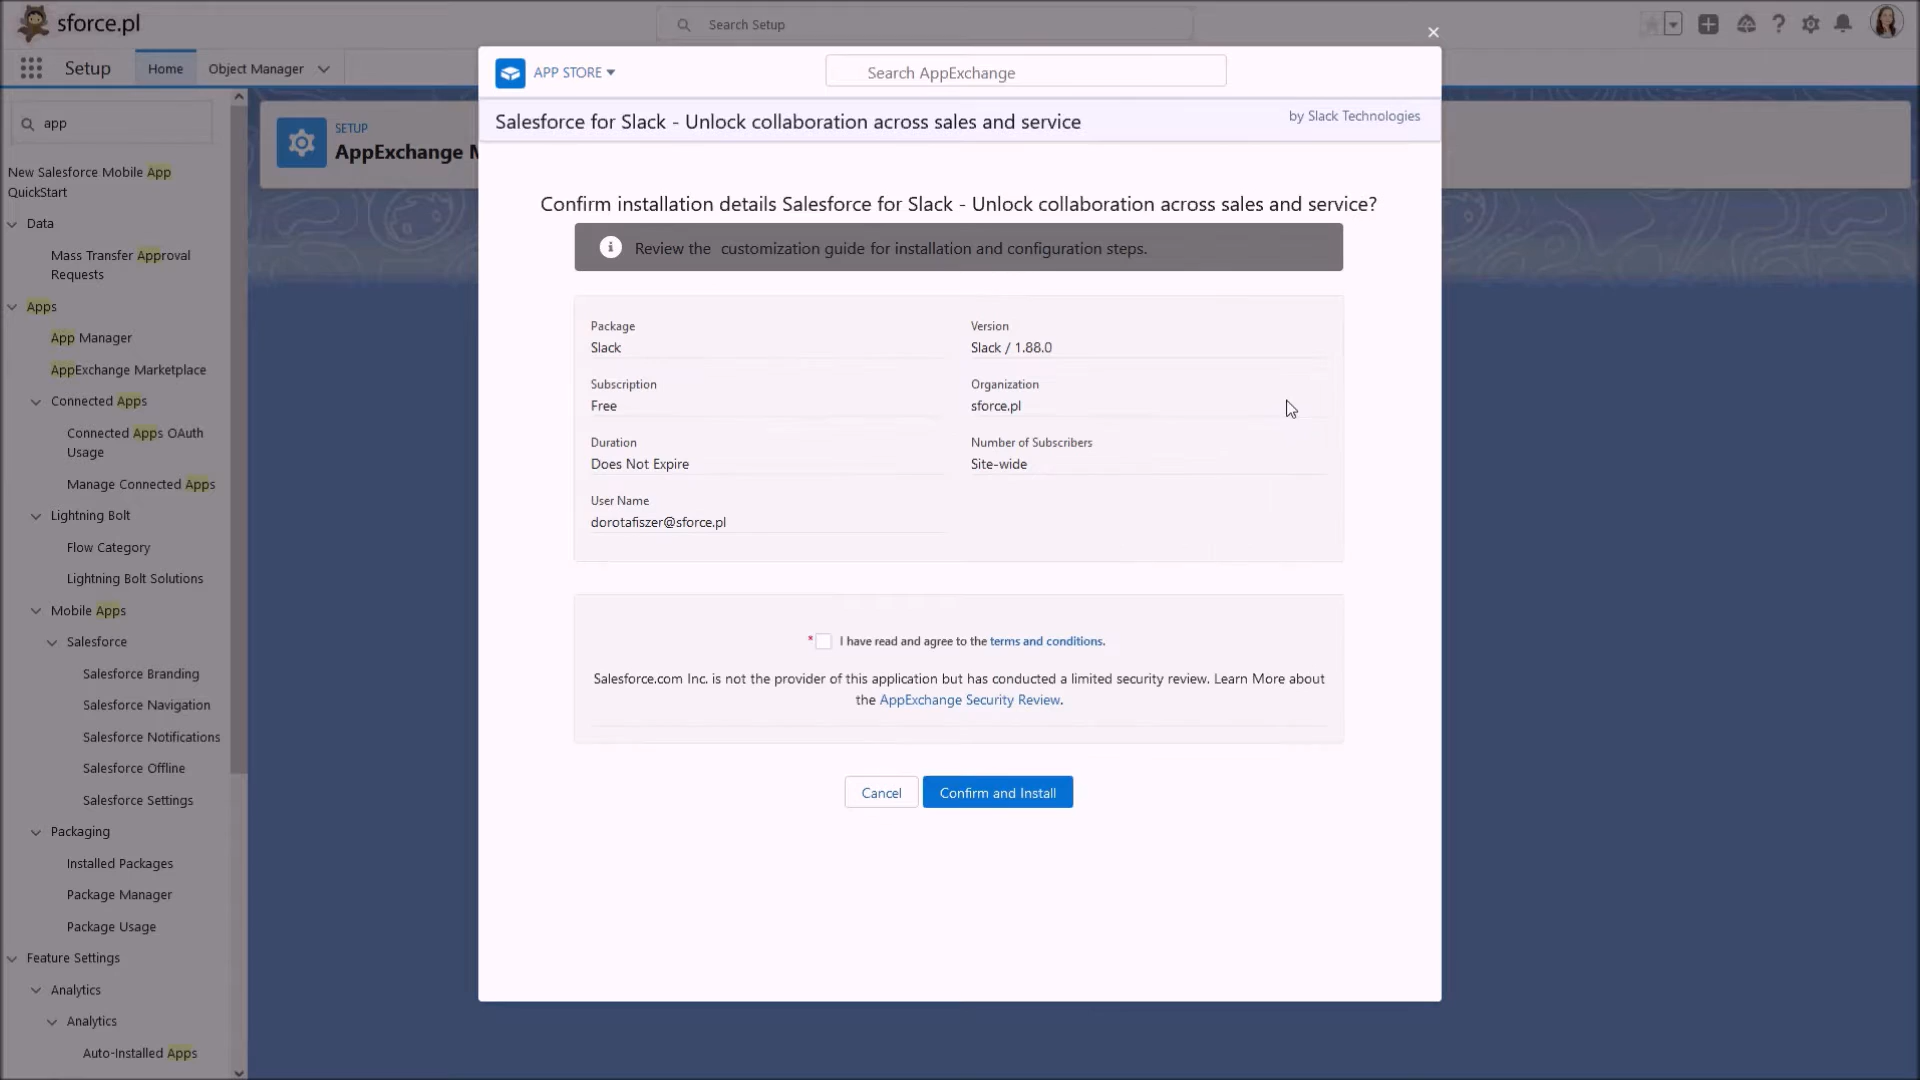 sforce.pl
Search Setup
Setup
Home
Object Manager
app
New Salesforce Mobile App
QuickStart
Data
Mass Transfer Approval
Requests
Apps
App Manager
AppExchange Marketplace
Connected Apps
Connected Apps OAuth
Usage
Manage Connected Apps
Lightning Bolt
Flow Category
Lightning Bolt Solutions
Mobile Apps
Salesforce
Salesforce Branding
Salesforce Navigation
Salesforce Notifications
Salesforce Offline
Salesforce Settings
Packaging
Installed Packages
Package Manager
Package Usage
Feature Settings
Analytics
Analytics
Auto-Installed Apps
SETUP
AppExchange M
APP STORE
Search AppExchange
Salesforce for Slack - Unlock collaboration across sales and service
by Slack Technologies
Confirm installation details Salesforce for Slack - Unlock collaboration across sales and service?
Review the customization guide for installation and configuration steps.
Package
Slack
Version
Slack / 1.88.0
Subscription
Free
Organization
sforce.pl
Duration
Does Not Expire
Number of Subscribers
Site-wide
User Name
dorotafiszer@sforce.pl
* I have read and agree to the terms and conditions.
Salesforce.com Inc. is not the provider of this application but has conducted a limited security review. Learn More about
the AppExchange Security Review.
Cancel
Confirm and Install